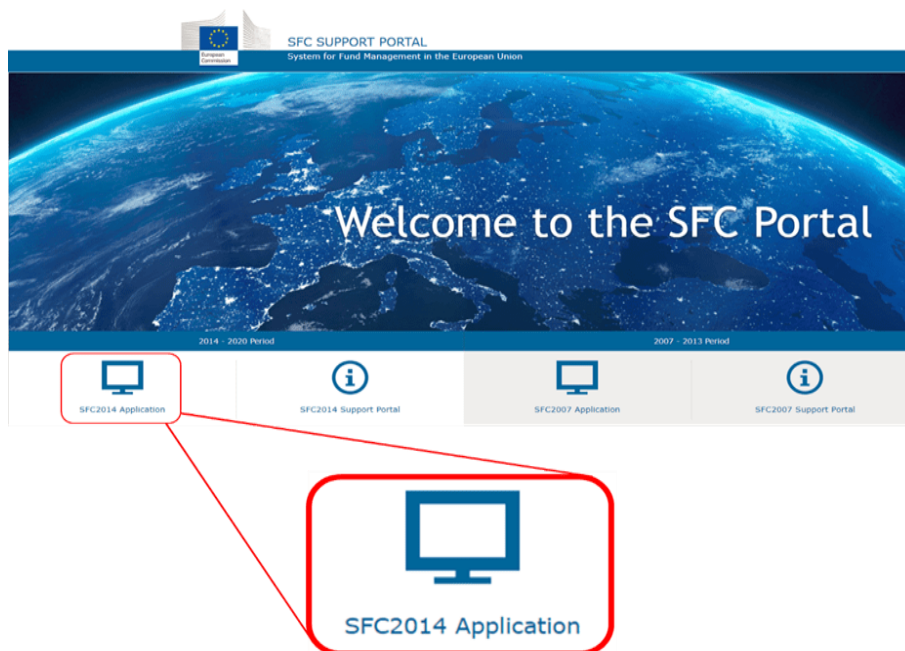 SFC SUPPORT PORTAL
European
Commission
System for Fund Management in the European Union
Welcome to the SFC Portal
2014 - 2020 Period
2007 - 2013 Period
SFC2014 Application
SFC2014 Support Portal
SFC2007 Application
SFC2007 Support Portal
SFC2014 Application